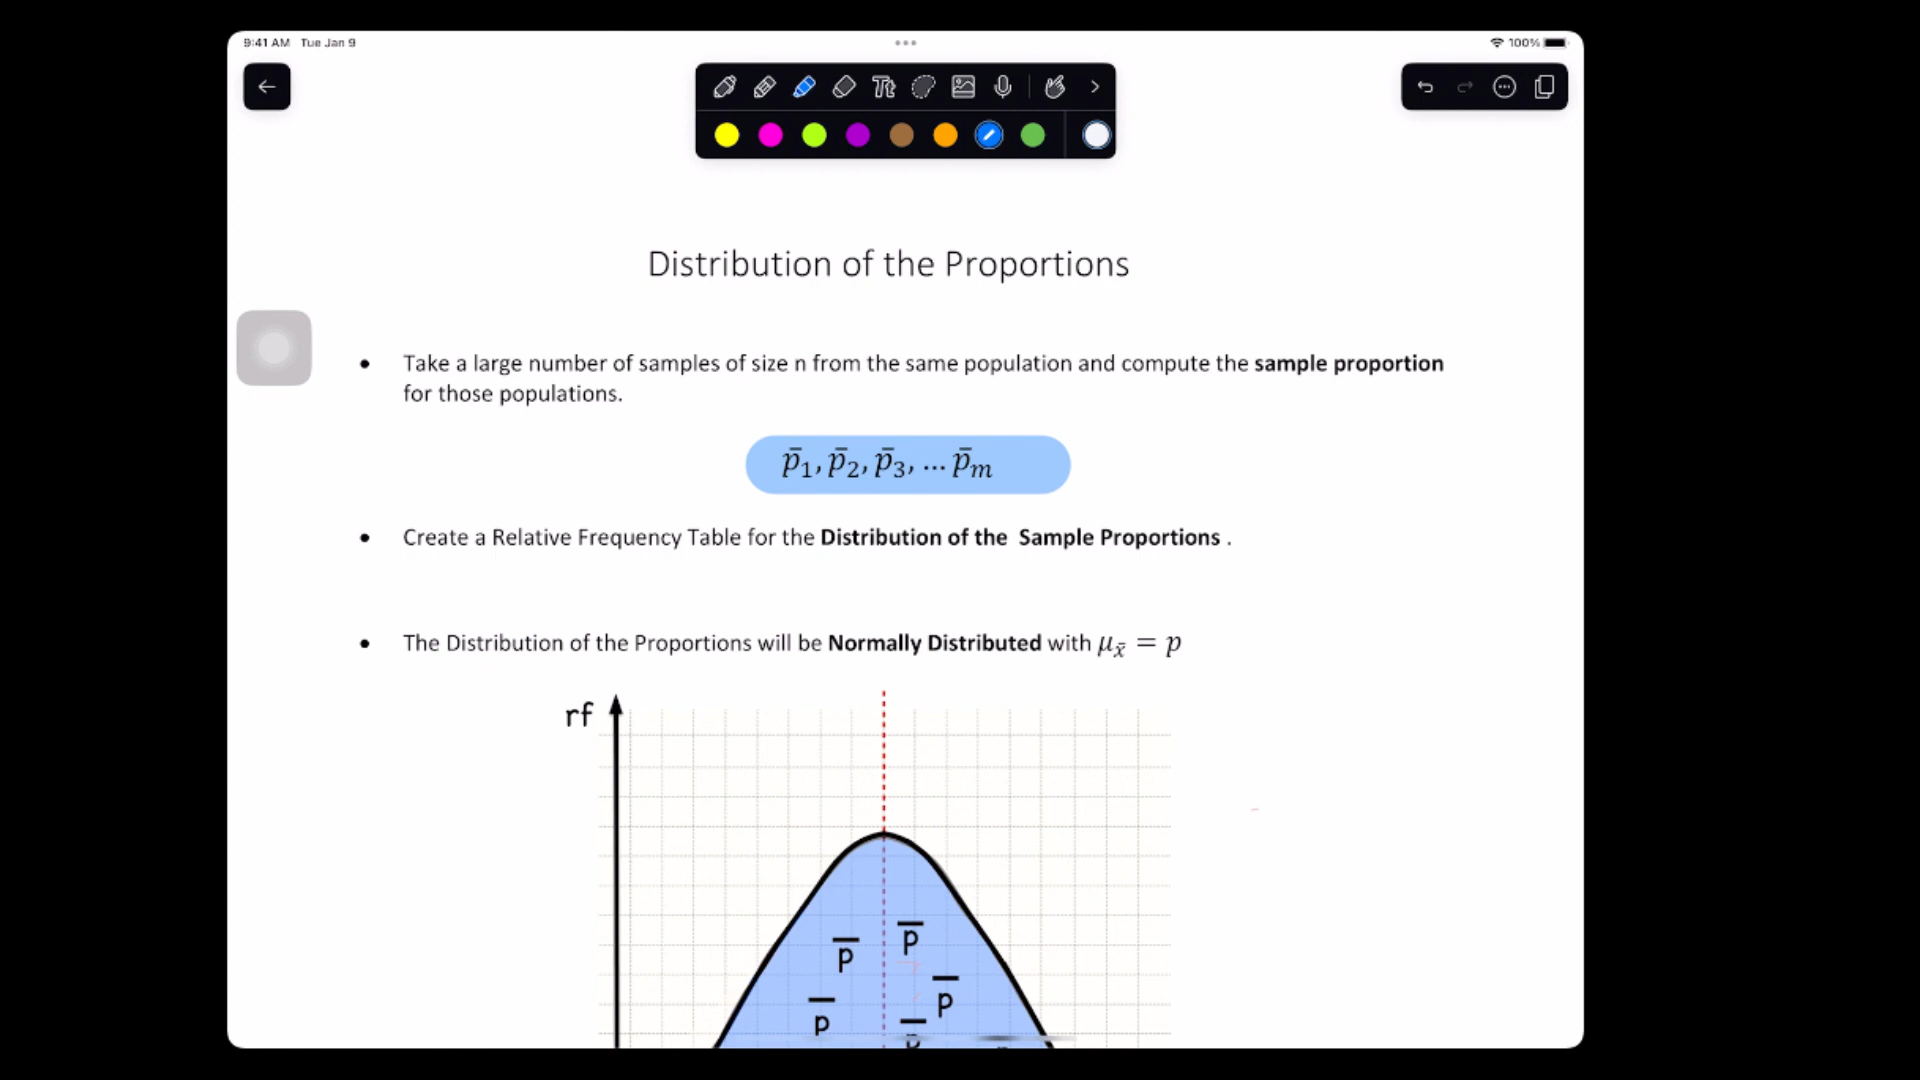 9:41 AM Tue Jan 9
100%
Tt
Distribution of the Proportions
• Take a large number of samples of size n from the same population and compute the sample proportion
for those populations.
p̄₁, p̄₂, p̄₃, … p̄ₘ
• Create a Relative Frequency Table for the Distribution of the Sample Proportions .
• The Distribution of the Proportions will be Normally Distributed with μ_x̄ = p
rf
p̄
p̄
p̄
p̄
p̄